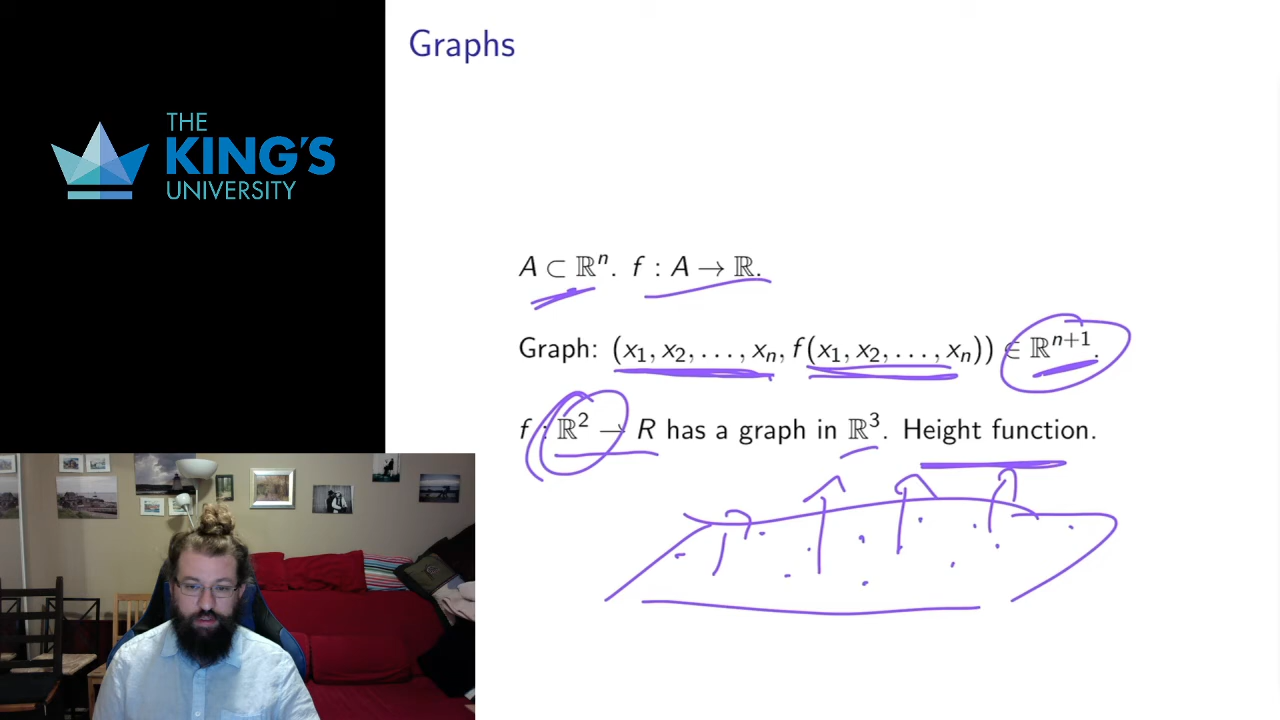 THE
KING'S
UNIVERSITY
Graphs
A ⊂ ℝⁿ. f : A → ℝ.
Graph: (x₁, x₂, . . . , xₙ, f(x₁, x₂, . . . , xₙ)) ∈ ℝⁿ⁺¹.
f : ℝ² → R has a graph in ℝ³. Height function.